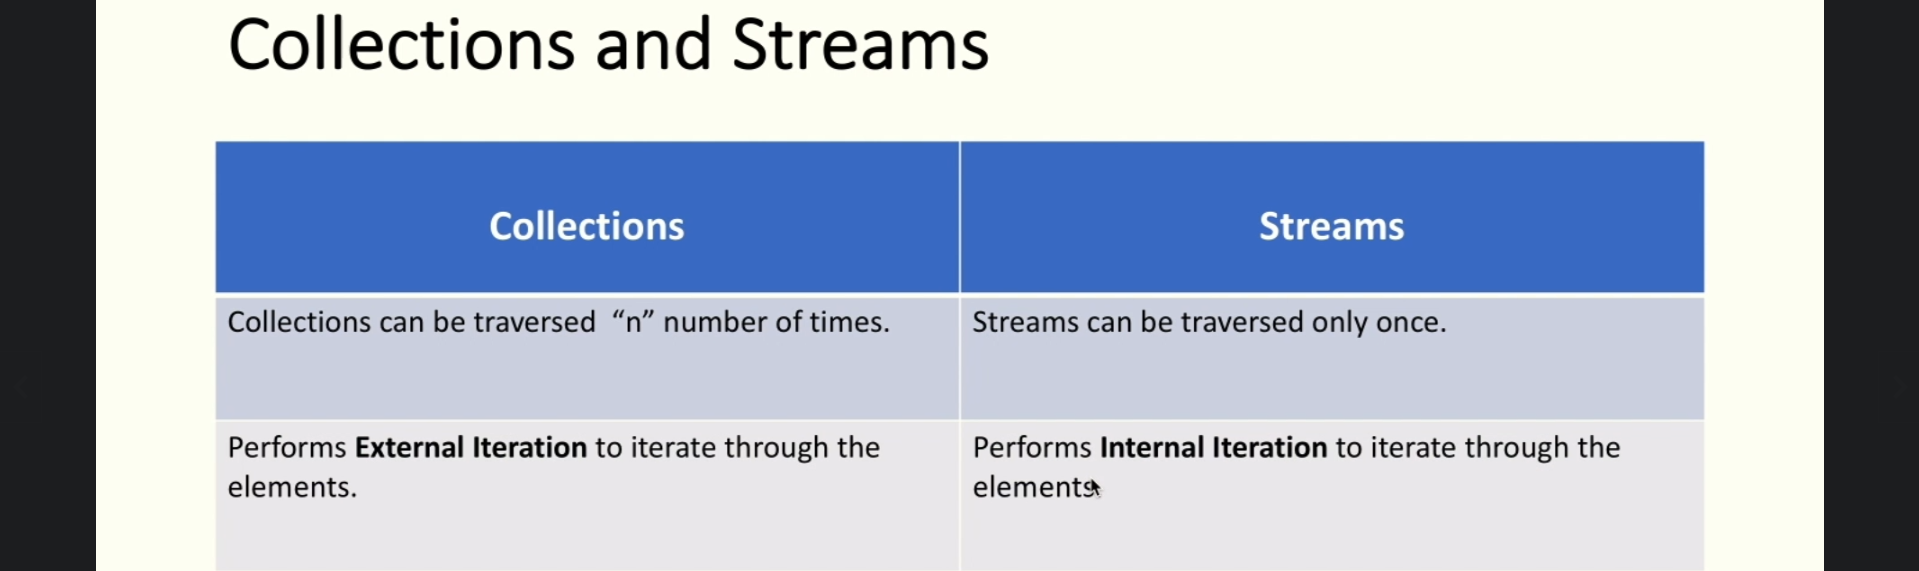 Collections and Streams
Collections
Streams
Collections can be traversed “n” number of times.
Streams can be traversed only once.
Performs External Iteration to iterate through the
elements.
Performs Internal Iteration to iterate through the
elements.